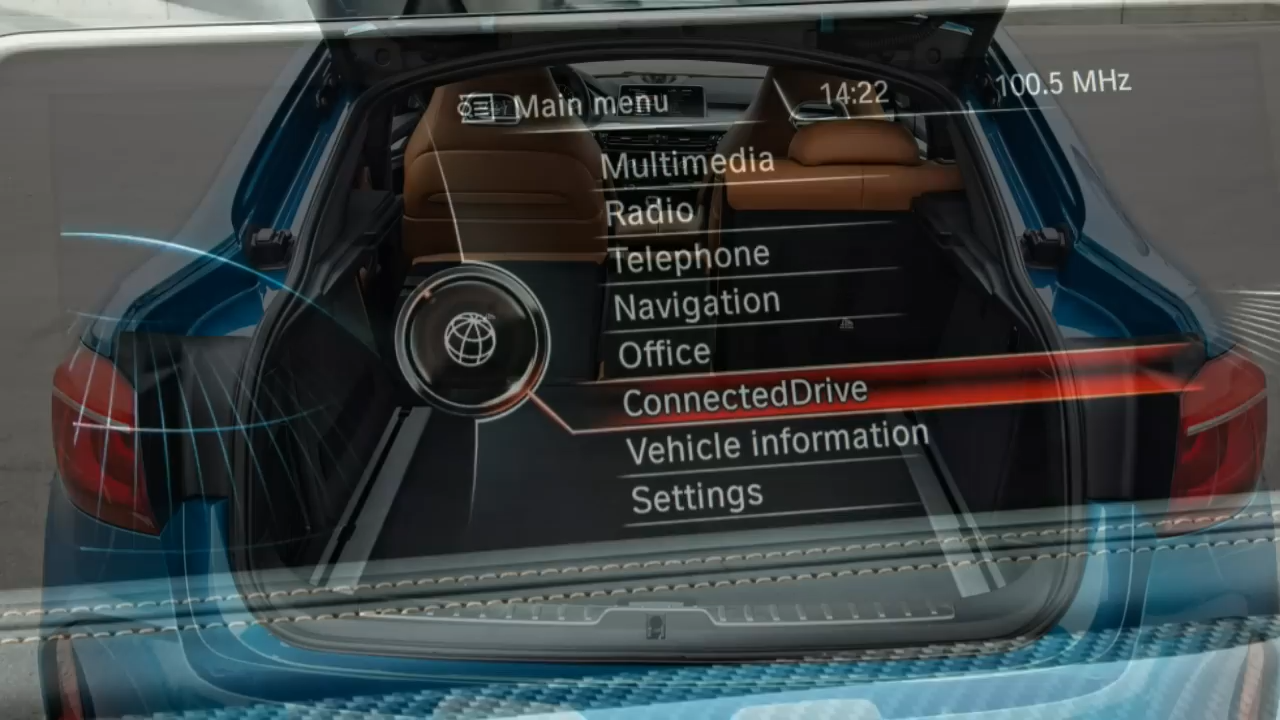 Main menu 14:22 100.5 MHz
Multimedia
Radio
Telephone
Navigation
Office
ConnectedDrive
Vehicle information
Settings